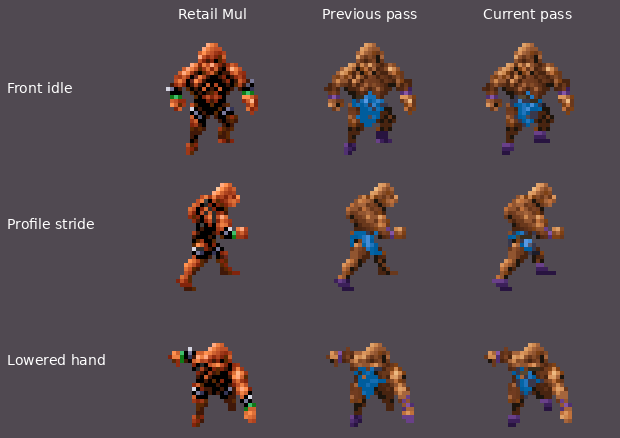 Retail Mul Previous pass Current pass
Front idle
Profile stride
Lowered hand